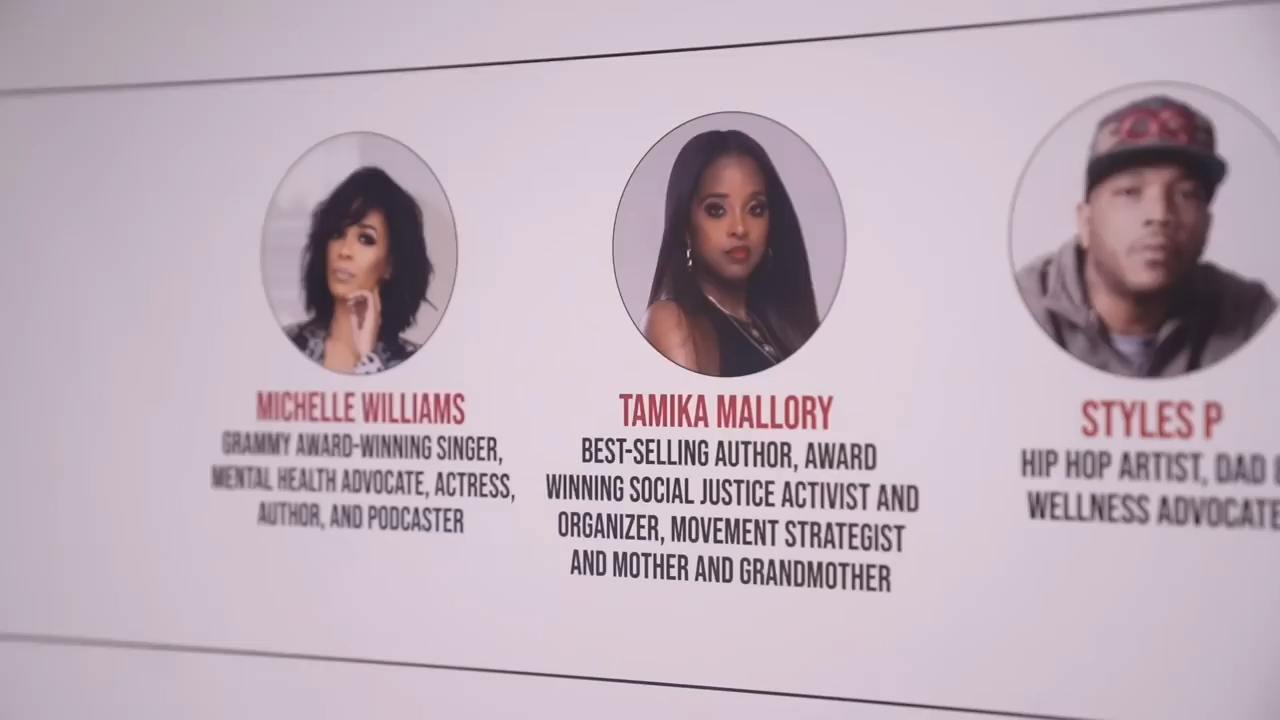 MICHELLE WILLIAMS
GRAMMY AWARD-WINNING SINGER,
MENTAL HEALTH ADVOCATE, ACTRESS,
AUTHOR, AND PODCASTER
TAMIKA MALLORY
BEST-SELLING AUTHOR, AWARD
WINNING SOCIAL JUSTICE ACTIVIST AND
ORGANIZER, MOVEMENT STRATEGIST
AND MOTHER AND GRANDMOTHER
STYLES P
HIP HOP ARTIST, DAD
WELLNESS ADVOCATE